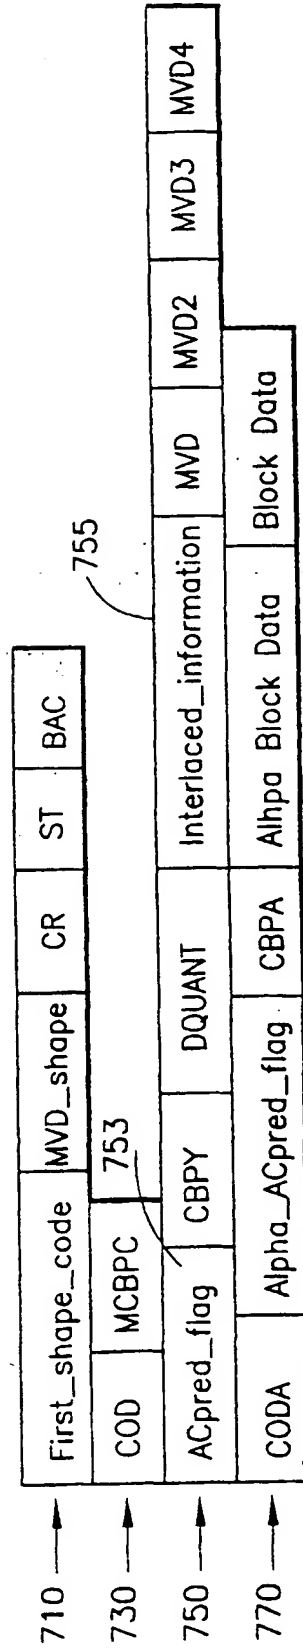 710 First_shape_code MVD_shape CR ST BAC
730 COD MCBPC
753
755
750 ACpred_flag CBPY DQUANT Interlaced_information MVD MVD2 MVD3 MVD4
770 CODA Alpha_ACpred_flag CBPA Alhpa Block Data Block Data